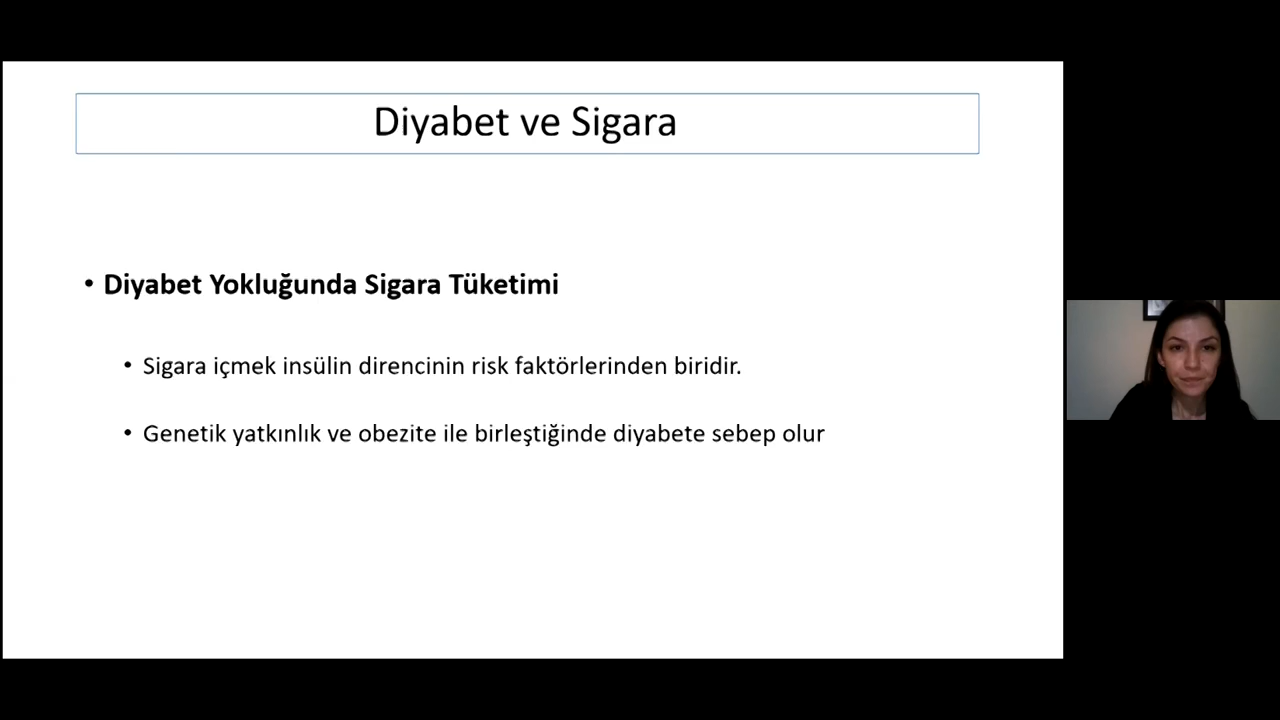 Diyabet ve Sigara
• Diyabet Yokluğunda Sigara Tüketimi
• Sigara içmek insülin direncinin risk faktörlerinden biridir.
• Genetik yatkınlık ve obezite ile birleştiğinde diyabete sebep olur